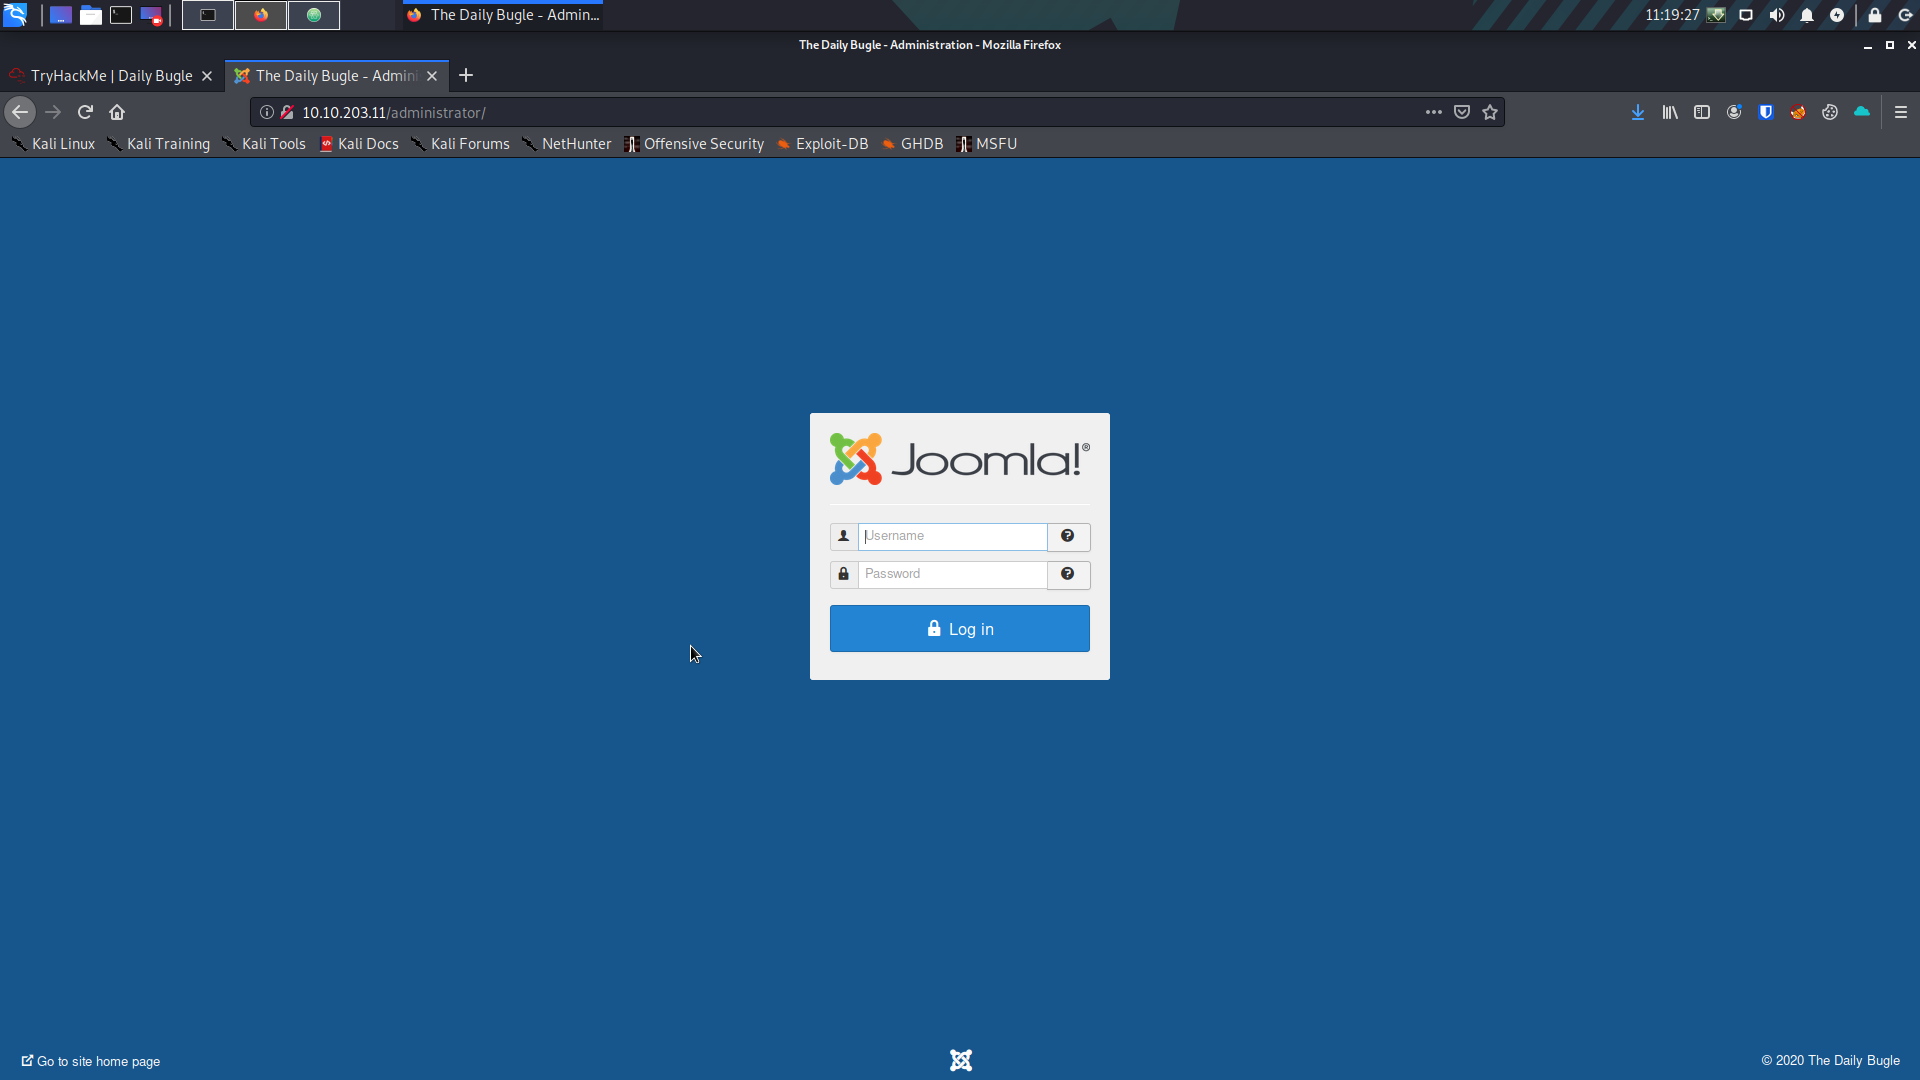 The Daily Bugle - Admin... 11:19:27
The Daily Bugle - Administration - Mozilla Firefox
TryHackMe | Daily Bugle The Daily Bugle - Admin
10.10.203.11/administrator/
Kali Linux Kali Training Kali Tools Kali Docs Kali Forums NetHunter Offensive Security Exploit-DB GHDB MSFU
Joomla!®
Username
Password
Log in
Go to site home page © 2020 The Daily Bugle